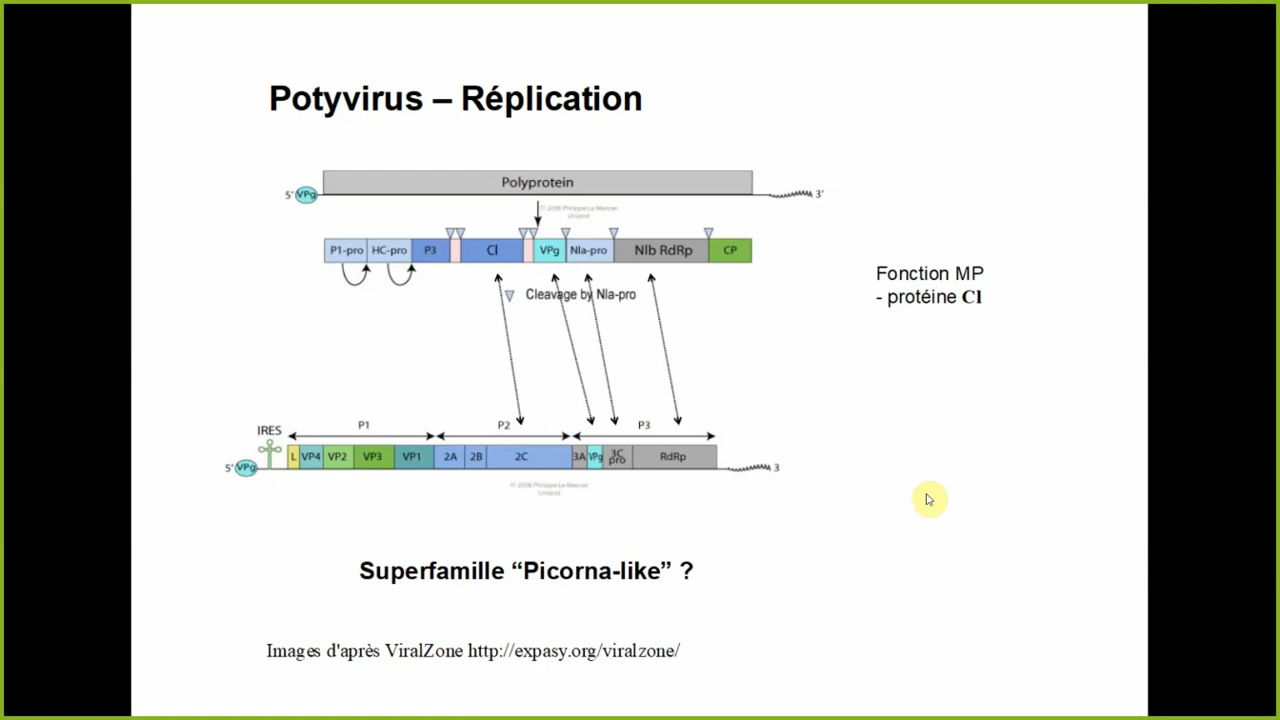 Potyvirus – Réplication
Polyprotein
5' VPg
3'
© 2008 Philippe Le Mercier
Uniprot
P1-pro HC-pro P3 CI VPg NIa-pro NIb RdRp CP
Cleavage by NIa-pro
Fonction MP
- protéine CI
IRES
P1 P2 P3
L VP4 VP2 VP3 VP1 2A 2B 2C 3A VPg 3C pro RdRp
5' VPg
3
© 2008 Philippe Le Mercier
Uniprot
Superfamille “Picorna-like” ?
Images d'après ViralZone http://expasy.org/viralzone/